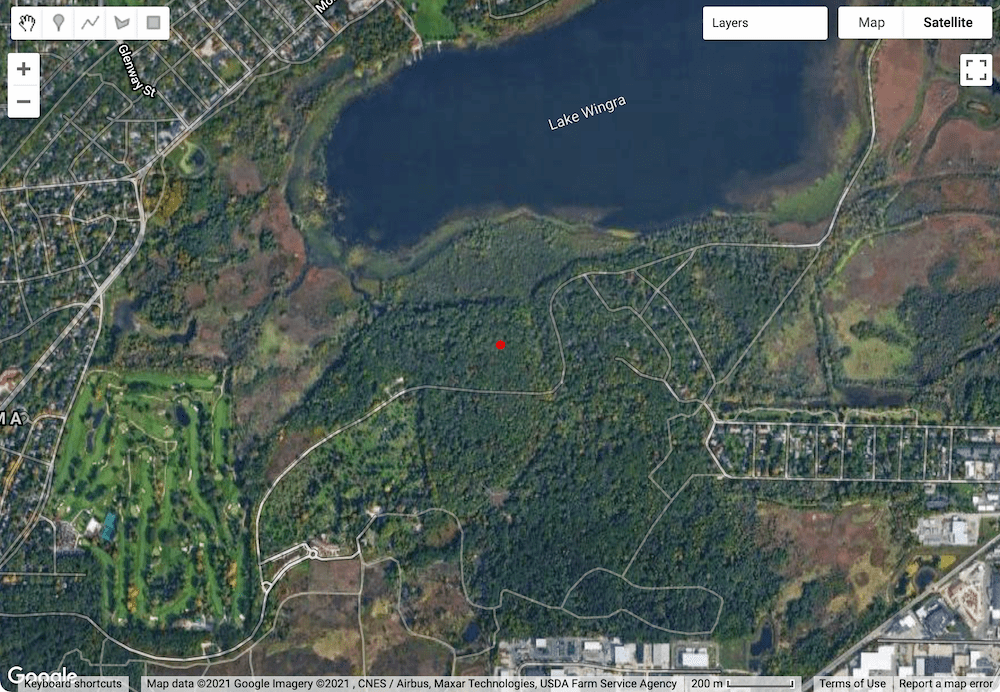 Layers
Map
Satellite
Glenway St
Lake Wingra
+
−
Google
Keyboard shortcuts
Map data ©2021 Google Imagery ©2021 , CNES / Airbus, Maxar Technologies, USDA Farm Service Agency
200 m
Terms of Use
Report a map error